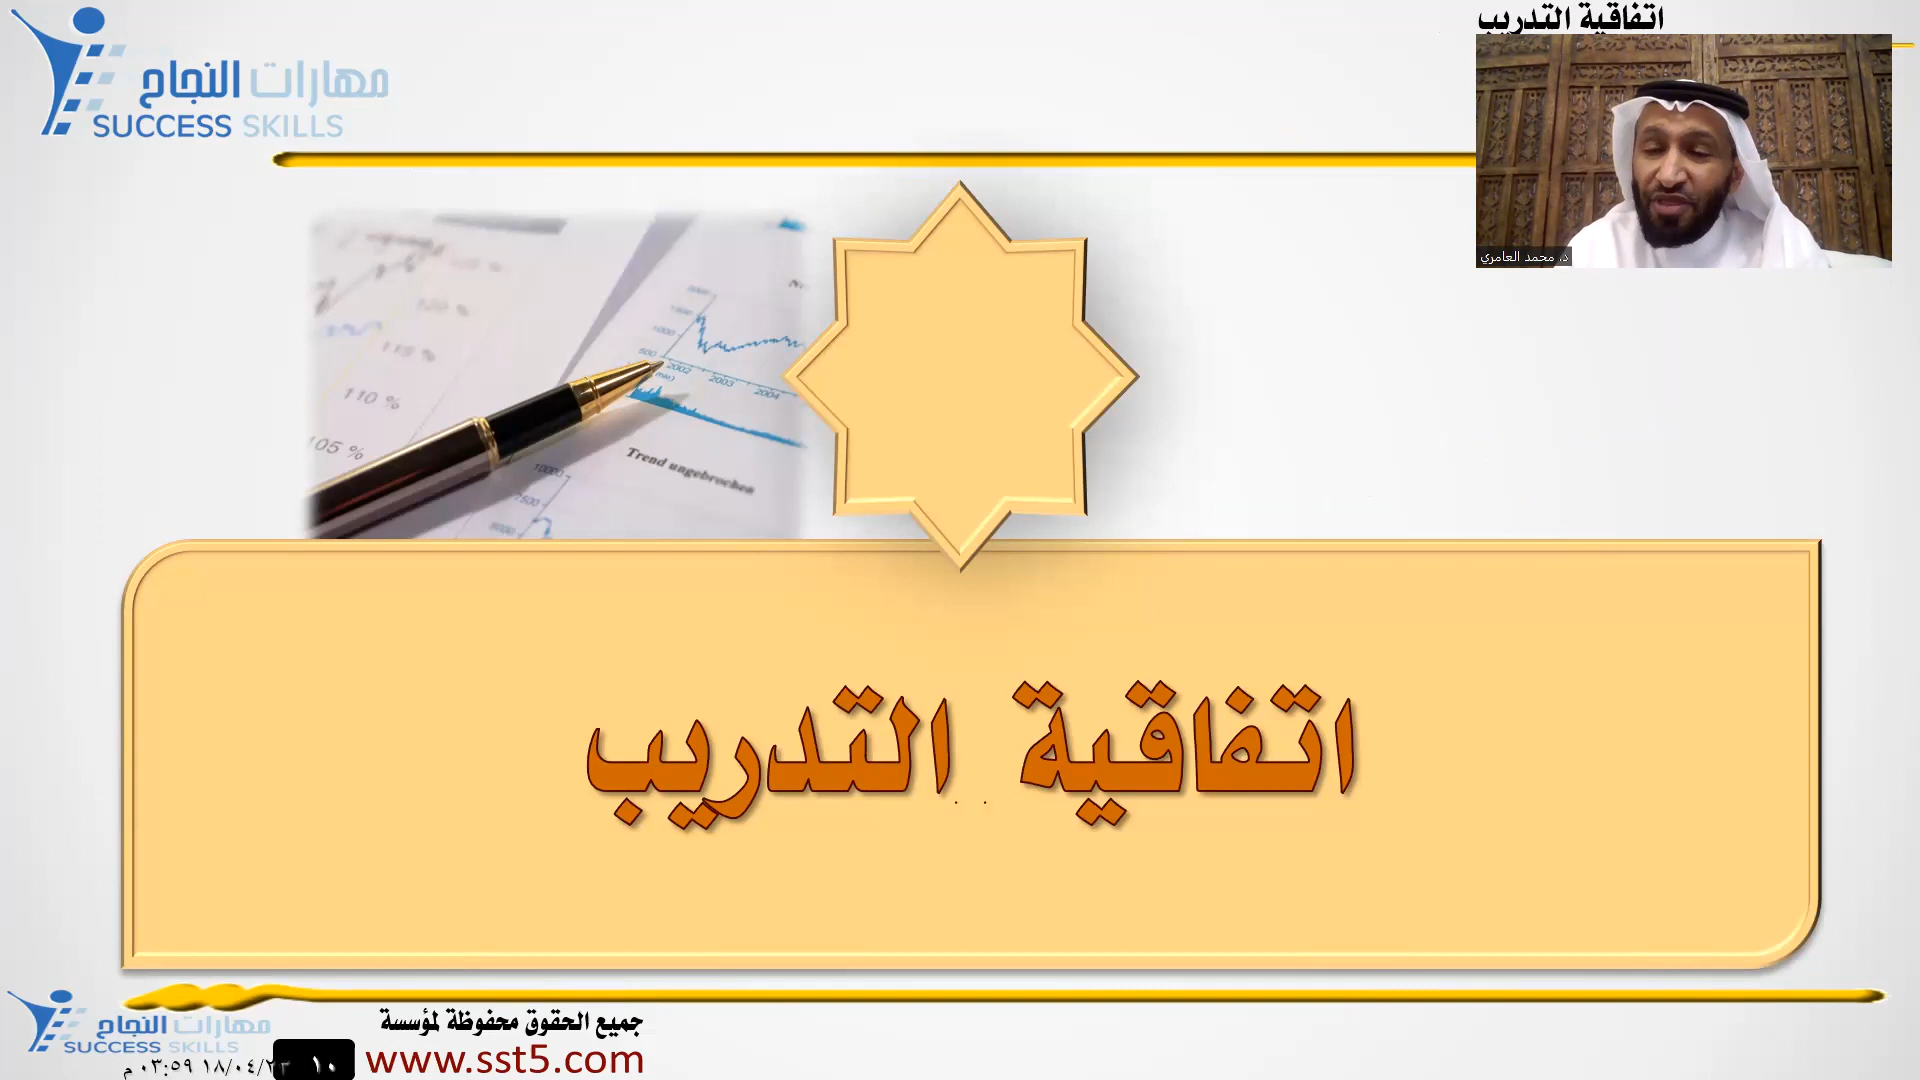 مهارات النجاح
SUCCESS SKILLS
اتفاقية التدريب
د. محمد العامري
110 %
105 %
2002
2003
2004
Trend ungebrochen
اتفاقية التدريب
مهارات النجاح
SUCCESS SKILLS
جميع الحقوق محفوظة لمؤسسة
www.sst5.com
١٠